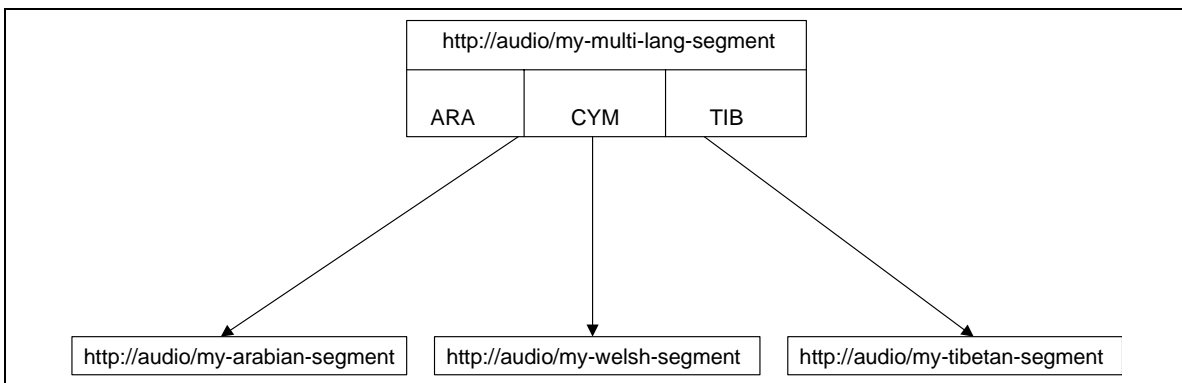 http://audio/my-multi-lang-segment
ARA CYM TIB
http://audio/my-arabian-segment http://audio/my-welsh-segment http://audio/my-tibetan-segment